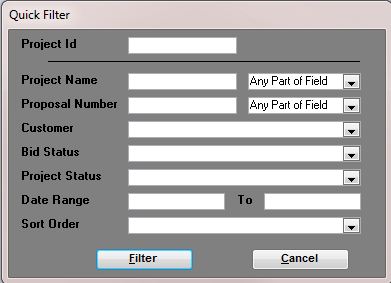 Quick Filter
Project Id
Project Name Any Part of Field
Proposal Number Any Part of Field
Customer
Bid Status
Project Status
Date Range To
Sort Order
Filter Cancel